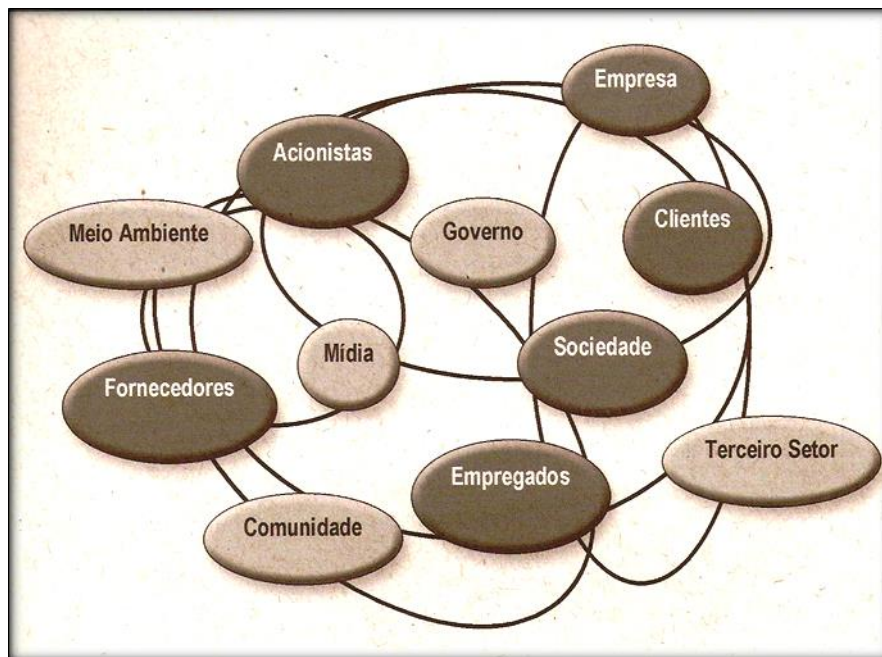 Empresa
Acionistas
Clientes
Meio Ambiente
Governo
Mídia
Sociedade
Fornecedores
Empregados
Terceiro Setor
Comunidade